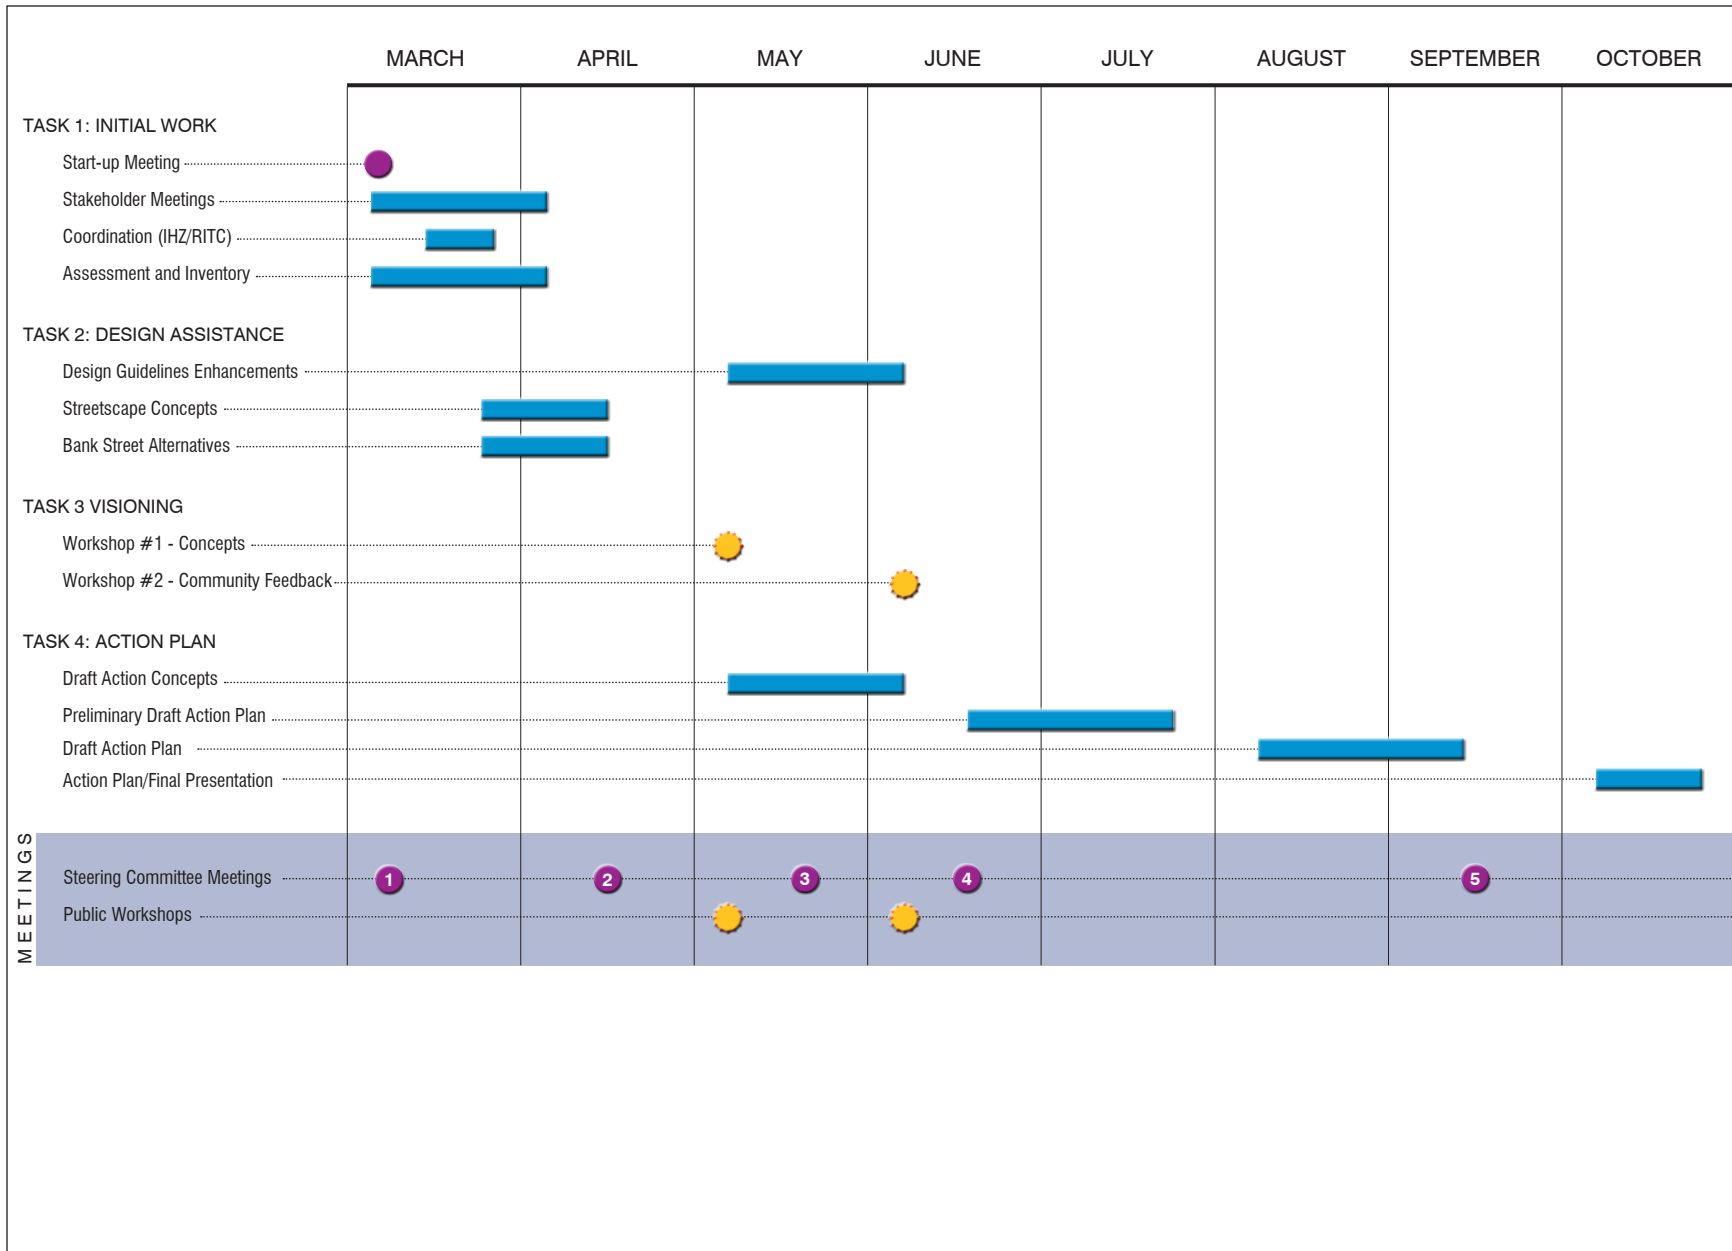 MARCH APRIL MAY JUNE JULY AUGUST SEPTEMBER OCTOBER
TASK 1: INITIAL WORK
Start-up Meeting
Stakeholder Meetings
Coordination (IHZ/RITC)
Assessment and Inventory
TASK 2: DESIGN ASSISTANCE
Design Guidelines Enhancements
Streetscape Concepts
Bank Street Alternatives
TASK 3 VISIONING
Workshop #1 - Concepts
Workshop #2 - Community Feedback
TASK 4: ACTION PLAN
Draft Action Concepts
Preliminary Draft Action Plan
Draft Action Plan
Action Plan/Final Presentation
MEETINGS
Steering Committee Meetings 1 2 3 4 5
Public Workshops